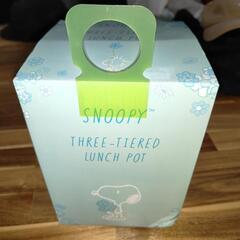 SNOOPY™
THREE-TIERED
LUNCH POT